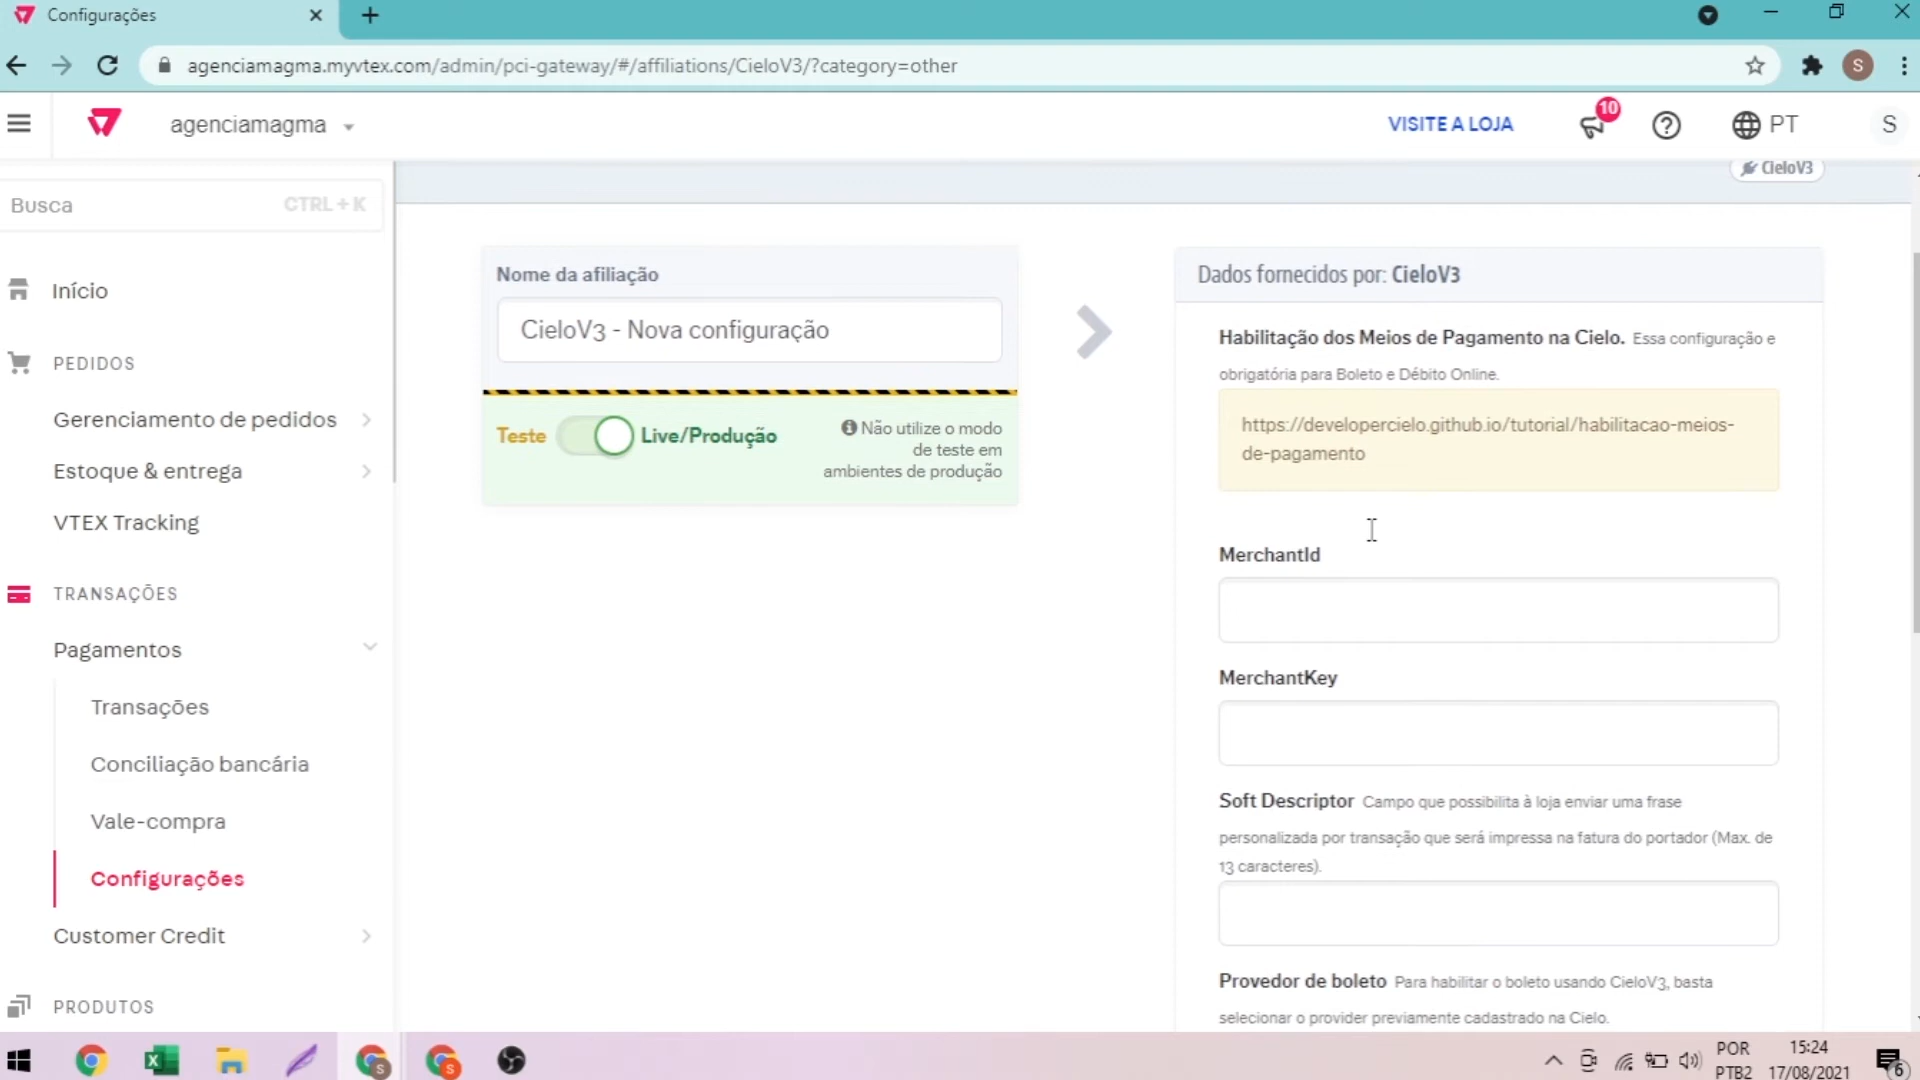 Configurações
agenciamagma.myvtex.com/admin/pci-gateway/#/affiliations/CieloV3/?category=other
S
agenciamagma
VISITE A LOJA
10
PT
S
CieloV3
Busca
CTRL + K
Início
PEDIDOS
Gerenciamento de pedidos
Estoque & entrega
VTEX Tracking
TRANSAÇÕES
Pagamentos
Transações
Conciliação bancária
Vale-compra
Configurações
Customer Credit
PRODUTOS
Nome da afiliação
CieloV3 - Nova configuração
Teste
Live/Produção
Não utilize o modo
de teste em
ambientes de produção
Dados fornecidos por: CieloV3
Habilitação dos Meios de Pagamento na Cielo. Essa configuração e
obrigatória para Boleto e Débito Online.
https://developercielo.github.io/tutorial/habilitacao-meios-
de-pagamento
MerchantId
MerchantKey
Soft Descriptor Campo que possibilita à loja enviar uma frase
personalizada por transação que será impressa na fatura do portador (Max. de
13 caracteres).
Provedor de boleto Para habilitar o boleto usando CieloV3, basta
selecionar o provider previamente cadastrado na Cielo.
S
S
POR
PTB2
15:24
17/08/2021
6